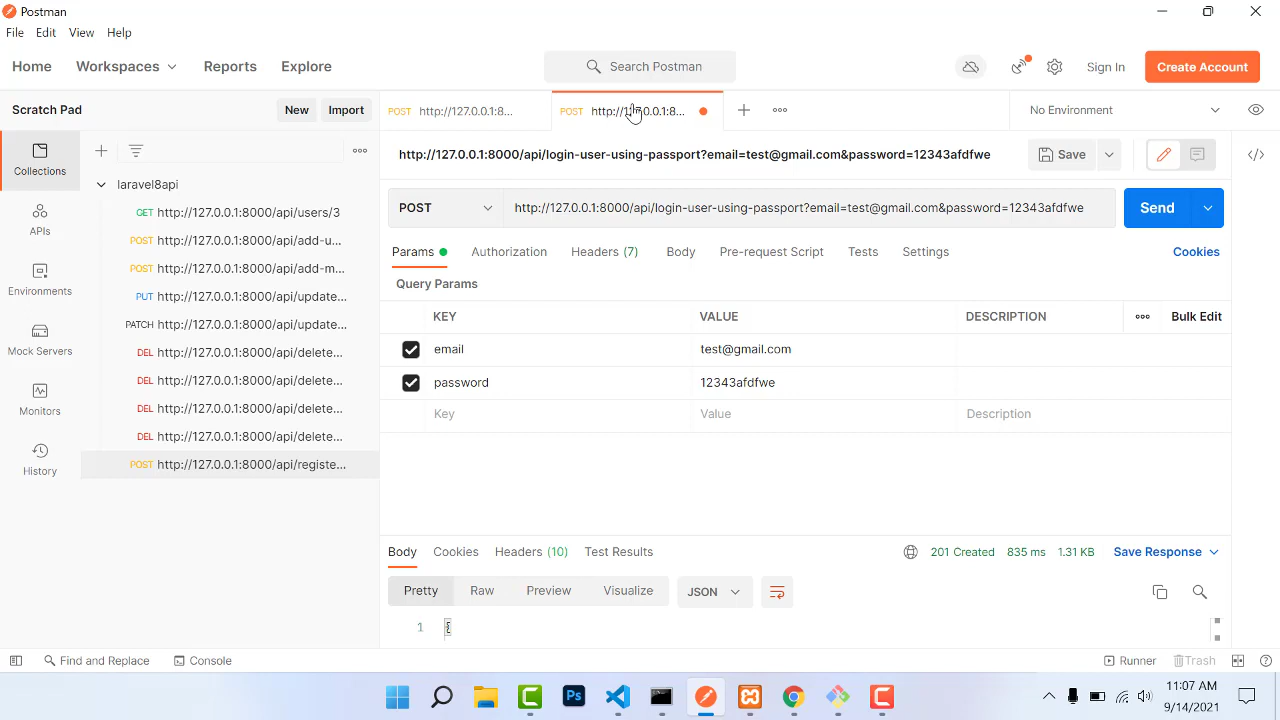 Postman
File Edit View Help
Home Workspaces Reports Explore Search Postman Sign In Create Account
Scratch Pad New Import
POST http://127.0.0.1:8... POST http://127.0.0.1:8... No Environment
http://127.0.0.1:8000/api/login-user-using-passport?email=test@gmail.com&password=12343afdfwe Save
Collections
APIs
Environments
Mock Servers
Monitors
History
laravel8api
GET http://127.0.0.1:8000/api/users/3
POST http://127.0.0.1:8000/api/add-u...
POST http://127.0.0.1:8000/api/add-m...
PUT http://127.0.0.1:8000/api/update...
PATCH http://127.0.0.1:8000/api/update...
DEL http://127.0.0.1:8000/api/delete...
DEL http://127.0.0.1:8000/api/delete...
DEL http://127.0.0.1:8000/api/delete...
DEL http://127.0.0.1:8000/api/delete...
POST http://127.0.0.1:8000/api/registe...
POST http://127.0.0.1:8000/api/login-user-using-passport?email=test@gmail.com&password=12343afdfwe Send
Params Authorization Headers (7) Body Pre-request Script Tests Settings Cookies
Query Params
KEY VALUE DESCRIPTION Bulk Edit
email test@gmail.com
password 12343afdfwe
Key Value Description
Body Cookies Headers (10) Test Results 201 Created 835 ms 1.31 KB Save Response
Pretty Raw Preview Visualize JSON
1 {
Find and Replace Console Runner Trash
Ps
11:07 AM
9/14/2021